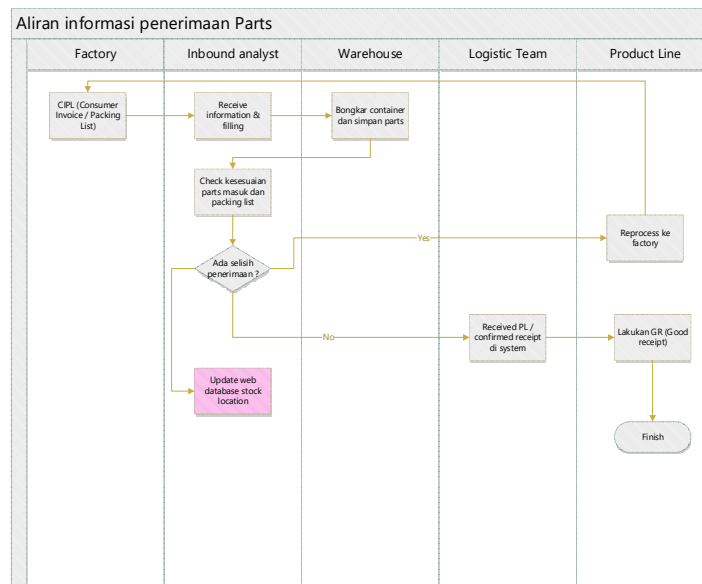 Aliran informasi penerimaan Parts
Factory
Inbound analyst
Warehouse
Logistic Team
Product Line
CIPL (Consumer
Invoice / Packing
List)
Receive
information &
filling
Bongkar container
dan simpan parts
Check kesesuaian
parts masuk dan
packing list
Ada selisih
penerimaan ?
Yes
Reprocess ke
factory
No
Received PL /
confirmed receipt
di system
Lakukan GR (Good
receipt)
Update web
database stock
location
Finish